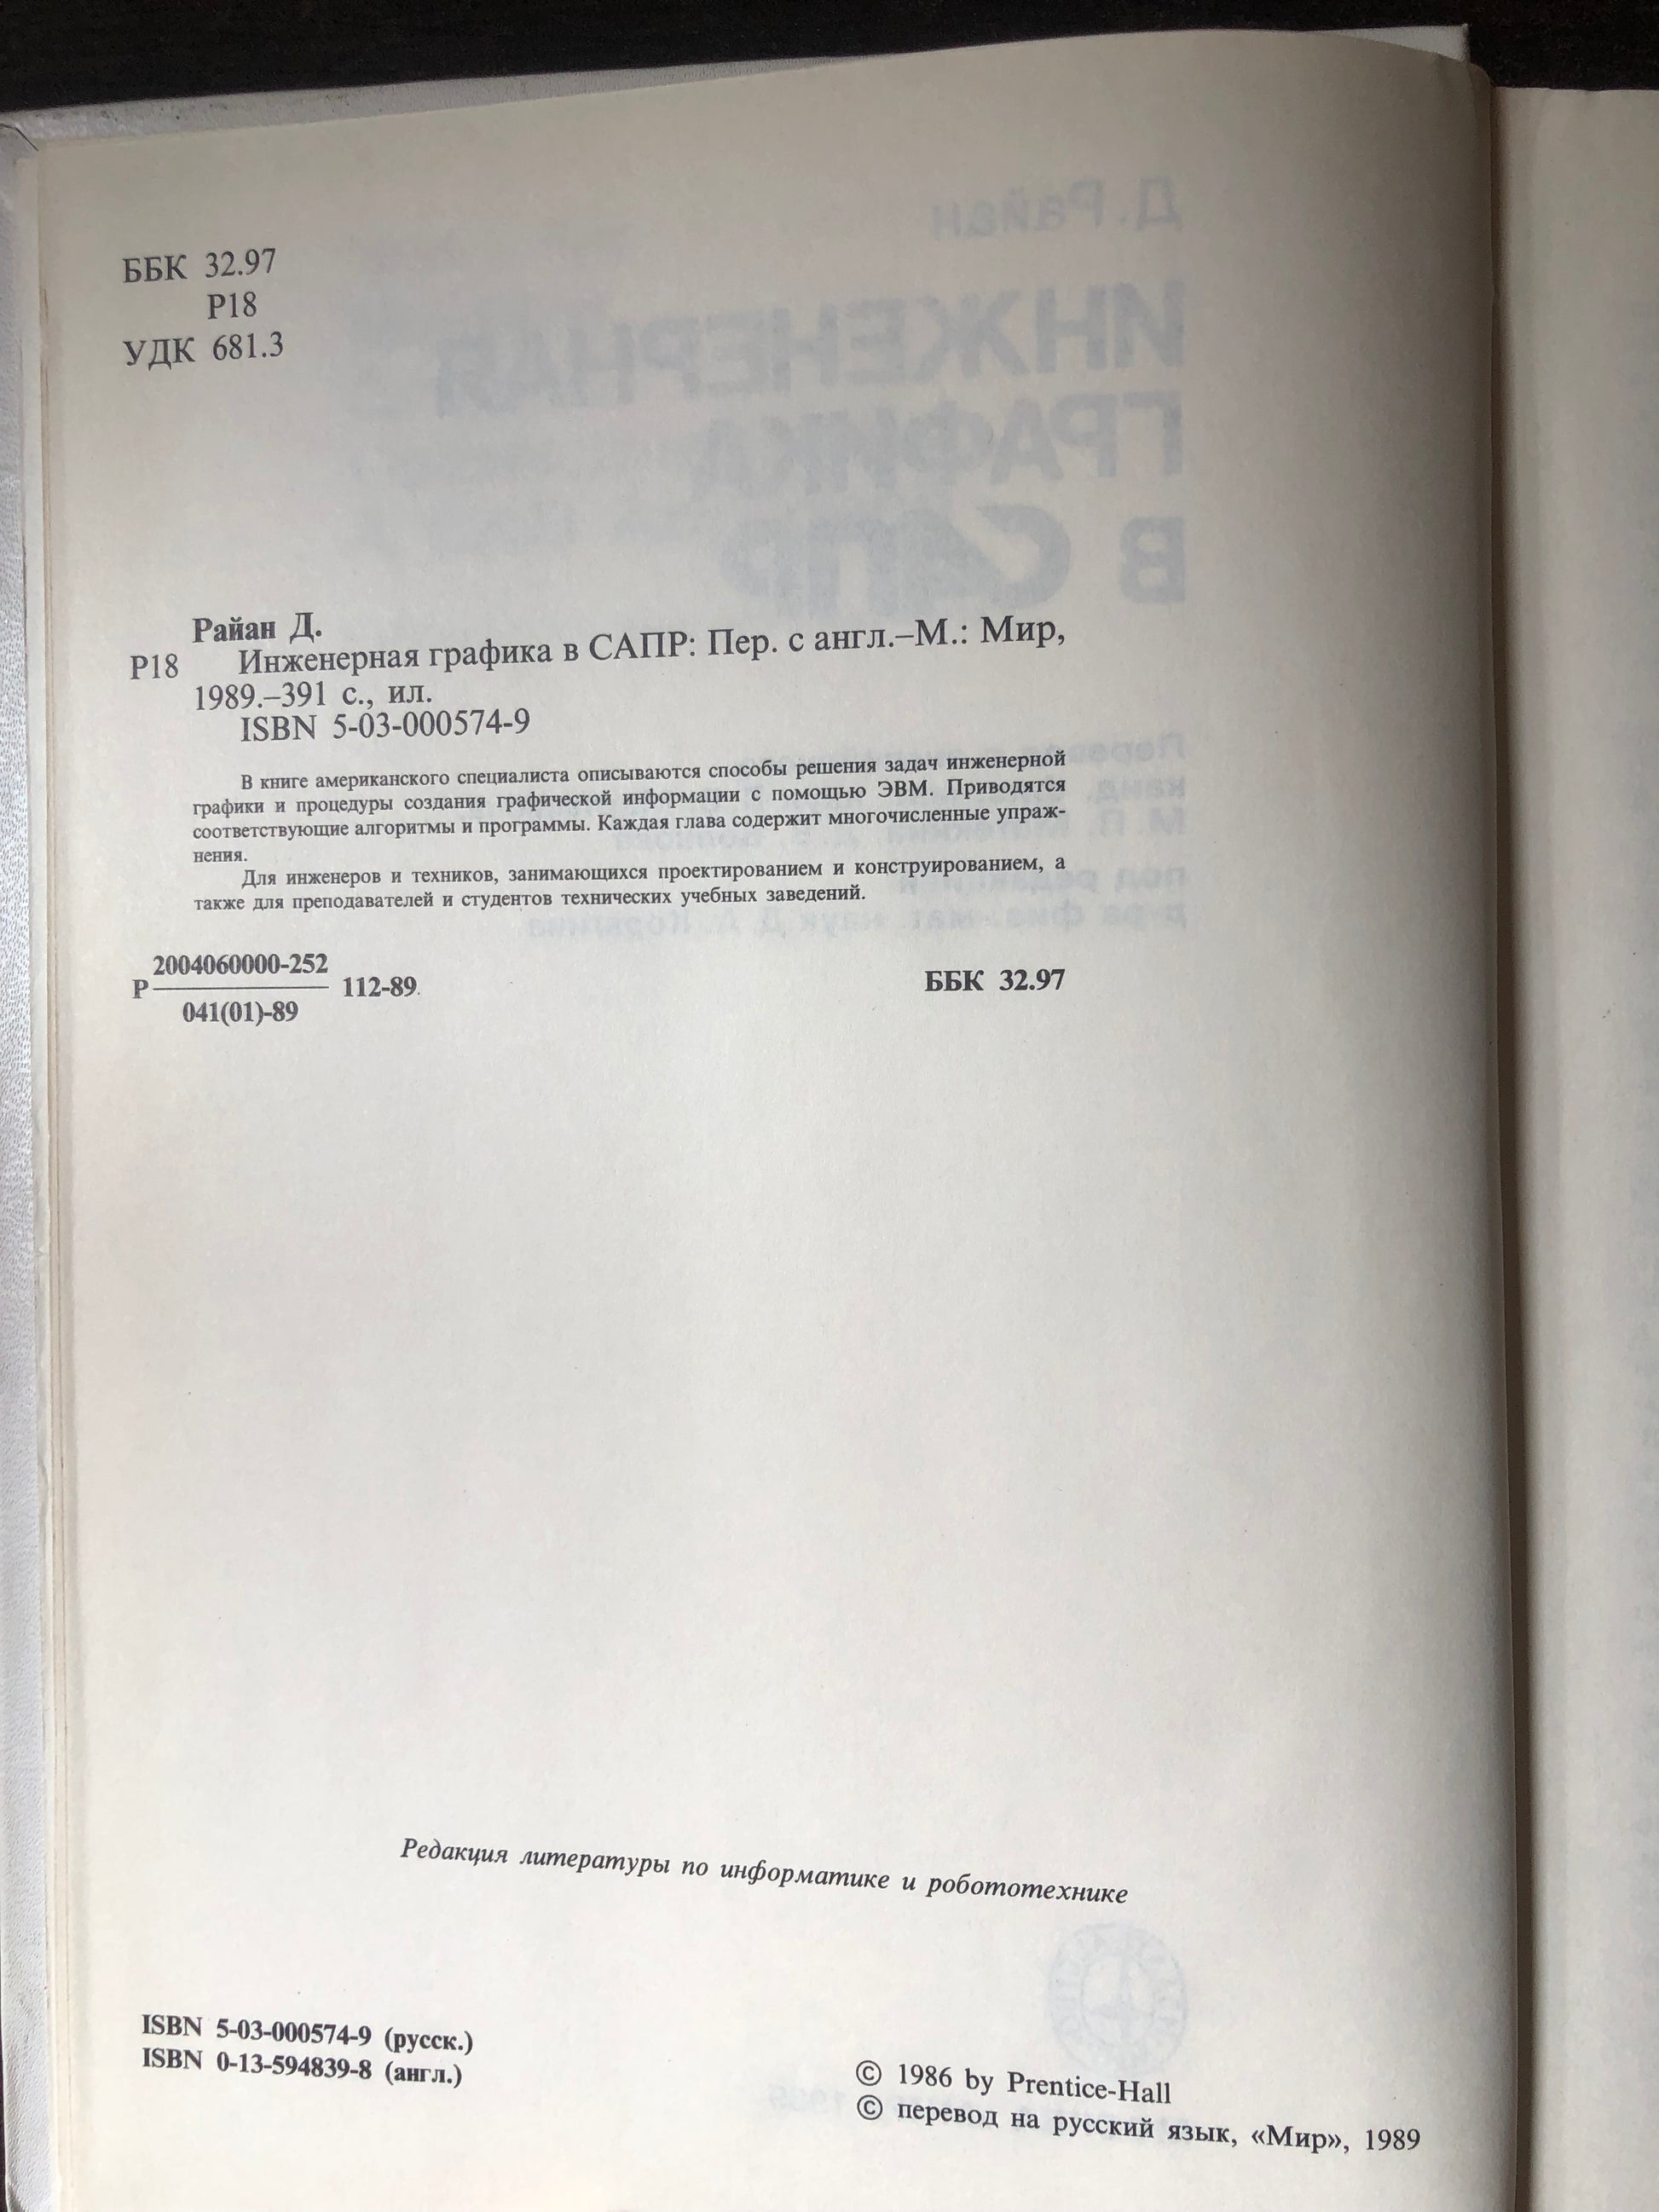 ББК 32.97
Р18
УДК 681.3
Райан Д.
Р18 Инженерная графика в САПР: Пер. с англ.–М.: Мир,
1989.–391 с., ил.
ISBN 5-03-000574-9
В книге американского специалиста описываются способы решения задач инженерной
графики и процедуры создания графической информации с помощью ЭВМ. Приводятся
соответствующие алгоритмы и программы. Каждая глава содержит многочисленные упраж-
нения.
Для инженеров и техников, занимающихся проектированием и конструированием, а
также для преподавателей и студентов технических учебных заведений.
2004060000-252
Р 112-89
041(01)-89
ББК 32.97
Редакция литературы по информатике и робототехнике
ISBN 5-03-000574-9 (русск.)
ISBN 0-13-594839-8 (англ.)
© 1986 by Prentice-Hall
© перевод на русский язык, «Мир», 1989